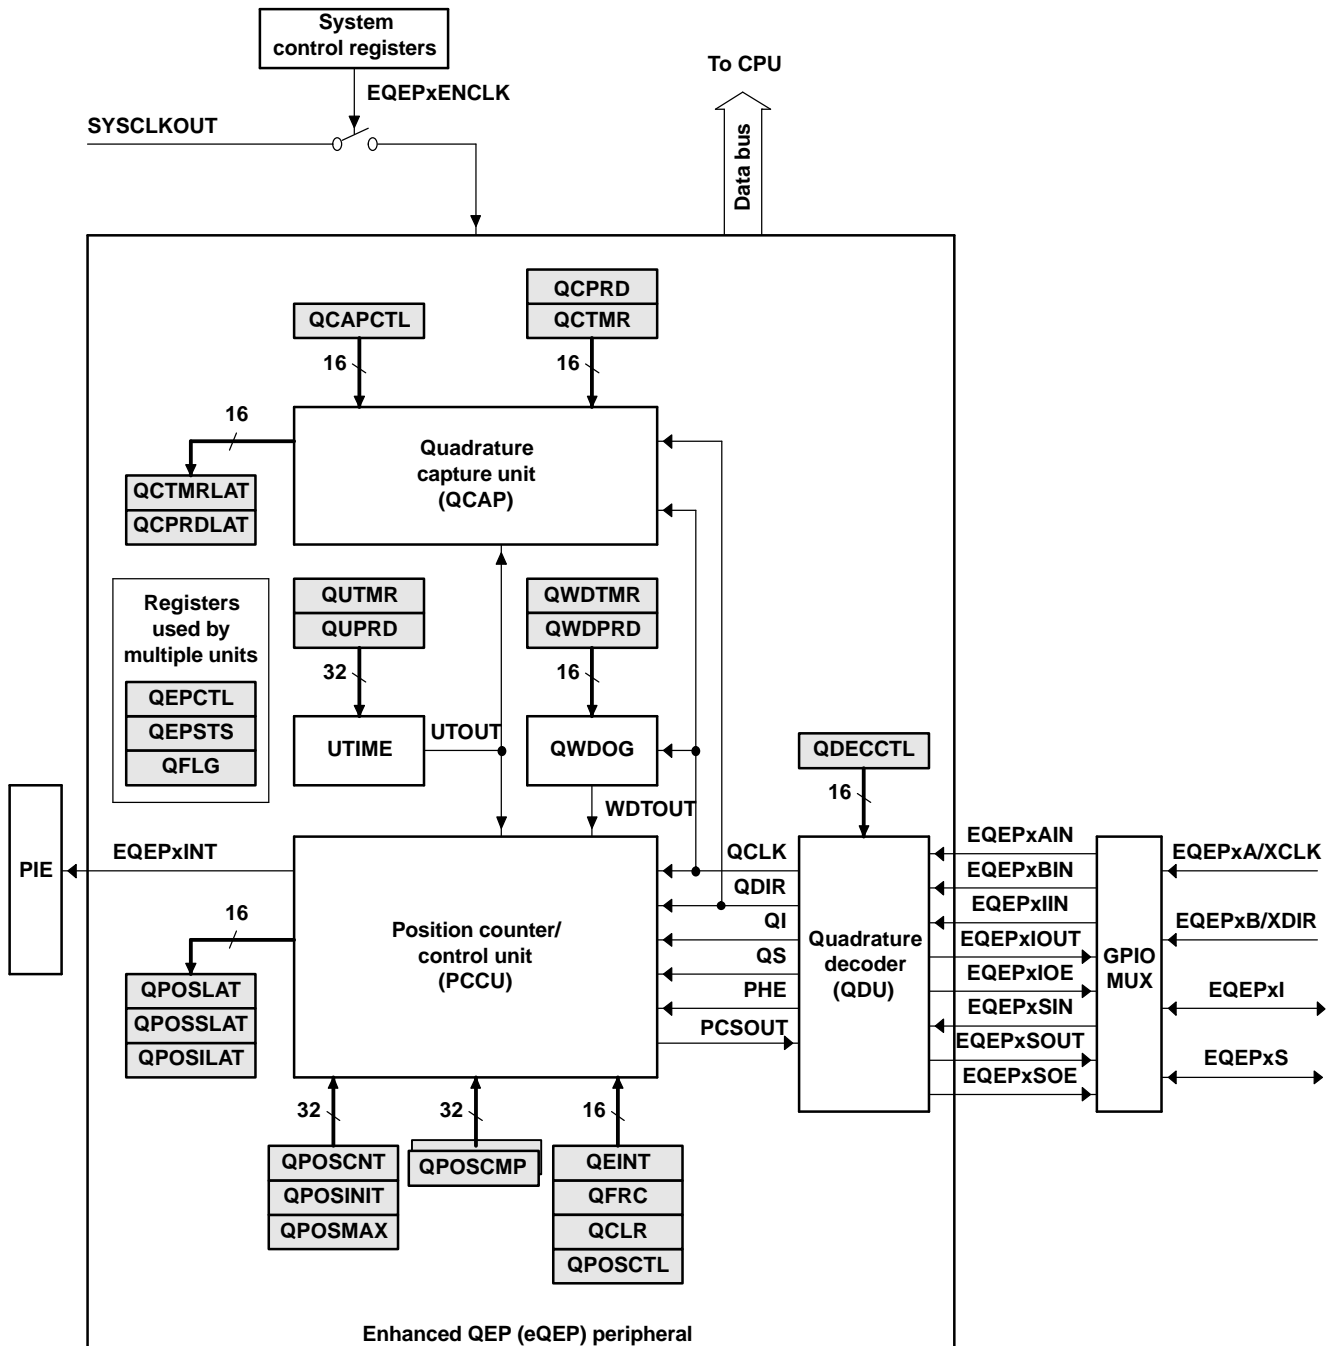 System
control registers
To CPU
EQEPxENCLK
SYSCLKOUT
Data bus
QCPRD
QCAPCTL
QCTMR
16
16
16
Quadrature
capture unit
(QCAP)
QCTMRLAT
QCPRDLAT
Registers
used by
multiple units
QEPCTL
QEPSTS
QFLG
QUTMR
QUPRD
QWDTMR
QWDPRD
32
16
UTIME
UTOUT
QWDOG
QDECCTL
WDTOUT
16
PIE
EQEPxINT
QCLK
QDIR
QI
QS
PHE
PCSOUT
16
Position counter/
control unit
(PCCU)
Quadrature
decoder
(QDU)
EQEPxAIN
EQEPxBIN
EQEPxIIN
EQEPxIOUT
EQEPxIOE
EQEPxSIN
EQEPxSOUT
EQEPxSOE
GPIO
MUX
EQEPxA/XCLK
EQEPxB/XDIR
EQEPxI
EQEPxS
QPOSLAT
QPOSSLAT
QPOSILAT
32
32
16
QPOSCNT
QPOSINIT
QPOSMAX
QPOSCMP
QEINT
QFRC
QCLR
QPOSCTL
Enhanced QEP (eQEP) peripheral